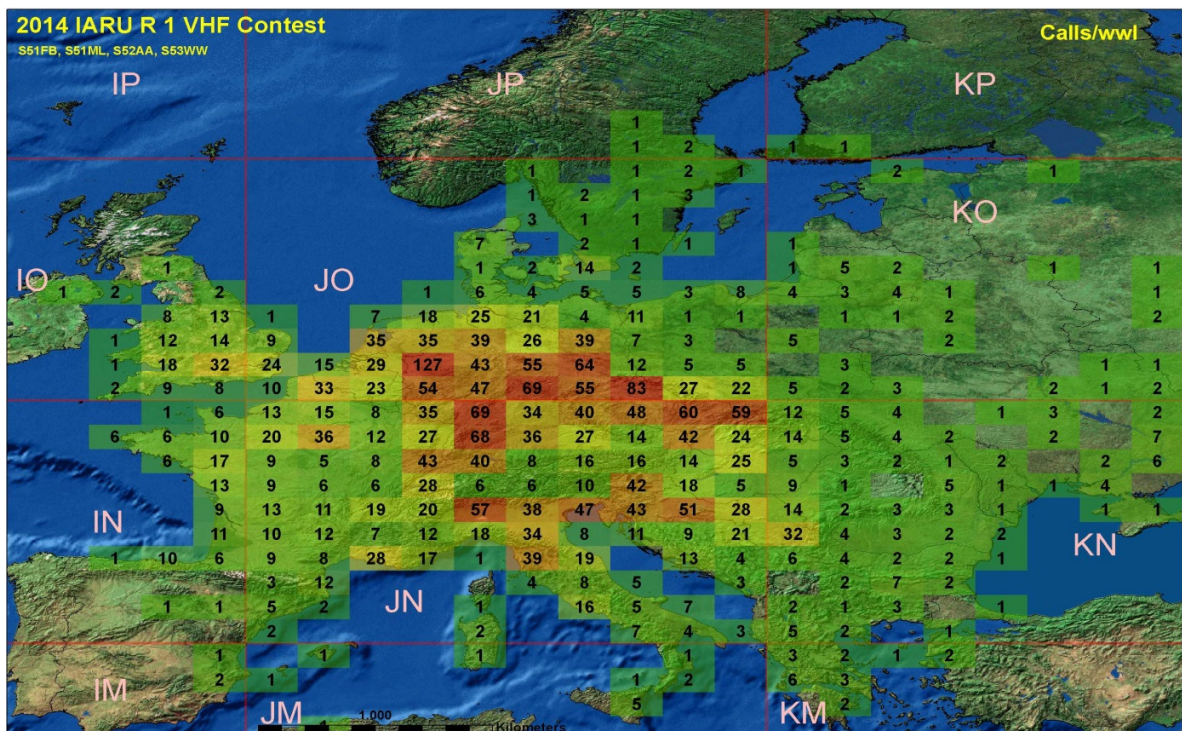 2014 IARU R 1 VHF Contest
Calls/wwl
S51FB, S51ML, S52AA, S53WW
IP JP KP
1
1 2 1 1
1 1 2 1 2 1
1 2 1 3
KO
3 1 1
7 2 1 1 1
1 1 2 14 2 1 5 2 1 1
IO JO
1 2 2 1 6 4 5 5 3 8 4 3 4 1 1
8 13 1 7 18 25 21 4 11 1 1 1 1 2 2
1 12 14 9 35 35 39 26 39 7 3 5 2
1 18 32 24 15 29 127 43 55 64 12 5 5 3 1 1
2 9 8 10 33 23 54 47 69 55 83 27 22 5 2 3 2 1 2
1 6 13 15 8 35 69 34 40 48 60 59 12 5 4 1 3 2
6 6 10 20 36 12 27 68 36 27 14 42 24 14 5 4 2 2 7
6 17 9 5 8 43 40 8 16 16 14 25 5 3 2 1 2 2 6
13 9 6 6 28 6 6 10 42 18 5 9 1 5 1 1 4
9 13 11 19 20 57 38 47 43 51 28 14 2 3 3 1 1 1
IN
11 10 12 7 12 18 34 8 11 9 21 32 4 3 2 2
KN
1 10 6 9 8 28 17 1 39 19 13 4 6 4 2 2 1
3 12 4 8 5 3 2 7 2
JN
1 1 5 2 1 16 5 7 2 1 3 1
2 2 7 4 3 5 2 1
1 1 1 1 3 2 1 2
IM
2 1 1 2 6 3
JM KM
5 2
1.000
Kilometers